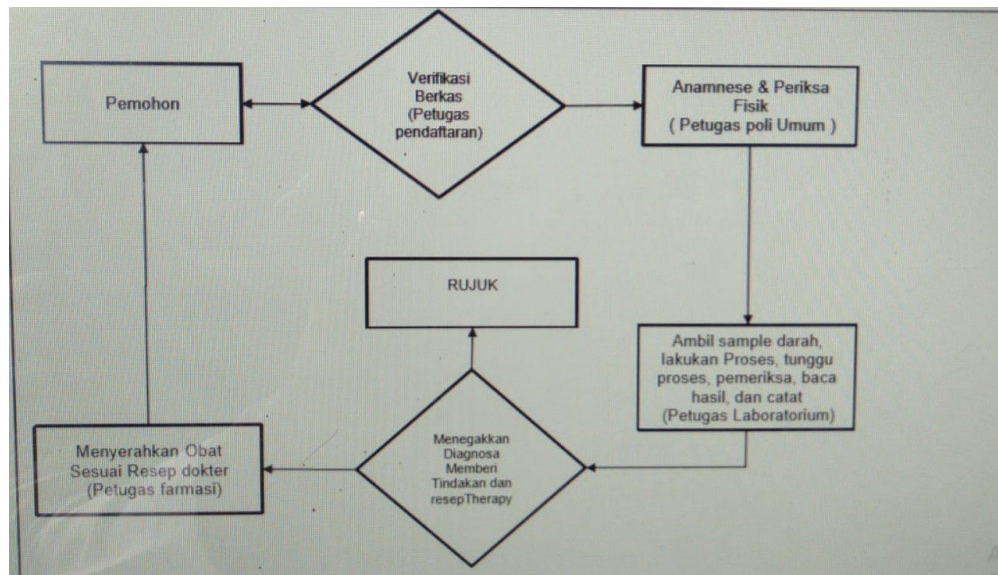 Pemohon
Verifikasi
Berkas
(Petugas
pendaftaran)
Anamnese & Periksa
Fisik
( Petugas poli Umum )
RUJUK
Ambil sample darah,
lakukan Proses, tunggu
proses, pemeriksa, baca
hasil, dan catat
(Petugas Laboratorium)
Menegakkan
Diagnosa
Memberi
Tindakan dan
resepTherapy
Menyerahkan Obat
Sesuai Resep dokter
(Petugas farmasi)